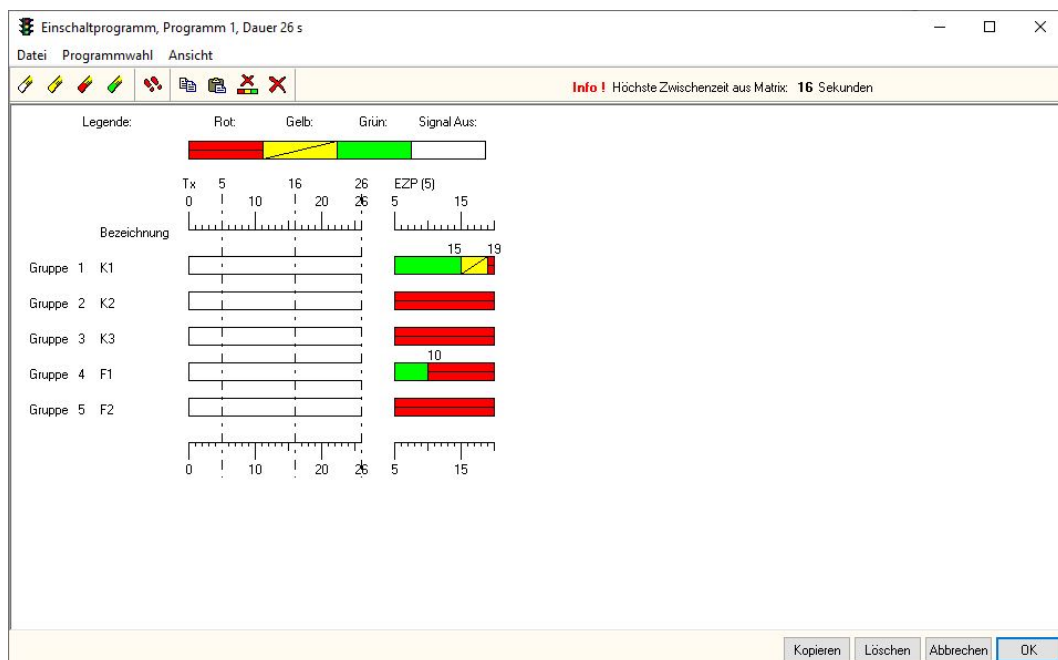 Einschaltprogramm, Programm 1, Dauer 26 s
Datei Programmwahl Ansicht
Info ! Höchste Zwischenzeit aus Matrix: 16 Sekunden
Legende: Rot: Gelb: Grün: Signal Aus:
Tx 5 16 26 EZP (5)
0 10 20 26 5 15
Bezeichnung
15 19
Gruppe 1 K1
Gruppe 2 K2
Gruppe 3 K3
10
Gruppe 4 F1
Gruppe 5 F2
0 10 20 26 5 15
Kopieren Löschen Abbrechen OK